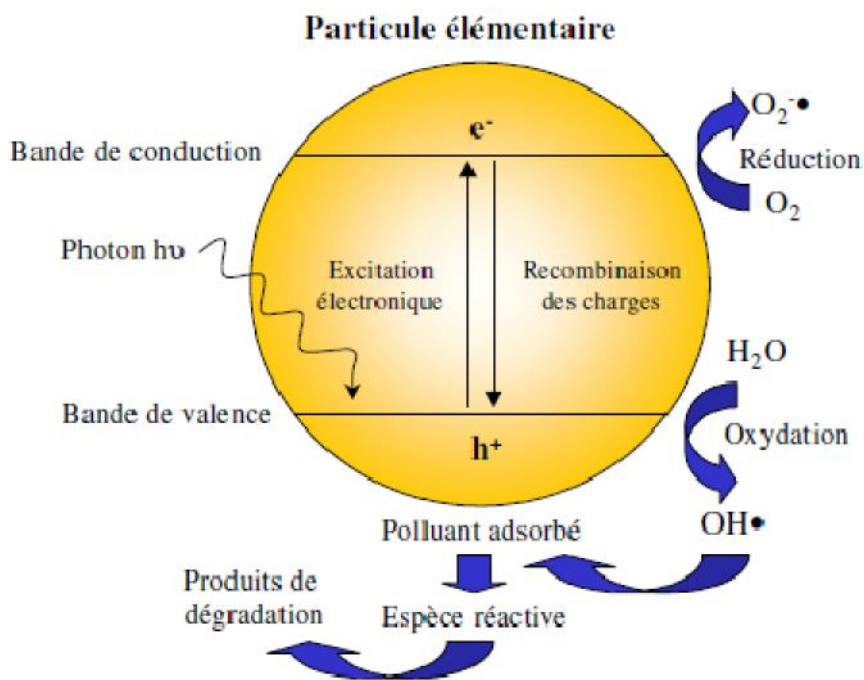 Particule élémentaire
e⁻
O₂⁻•
Bande de conduction
Réduction
O₂
Photon hυ
Excitation
électronique
Recombinaison
des charges
H₂O
Bande de valence
Oxydation
h⁺
Polluant adsorbé
OH•
Produits de
dégradation
Espèce réactive